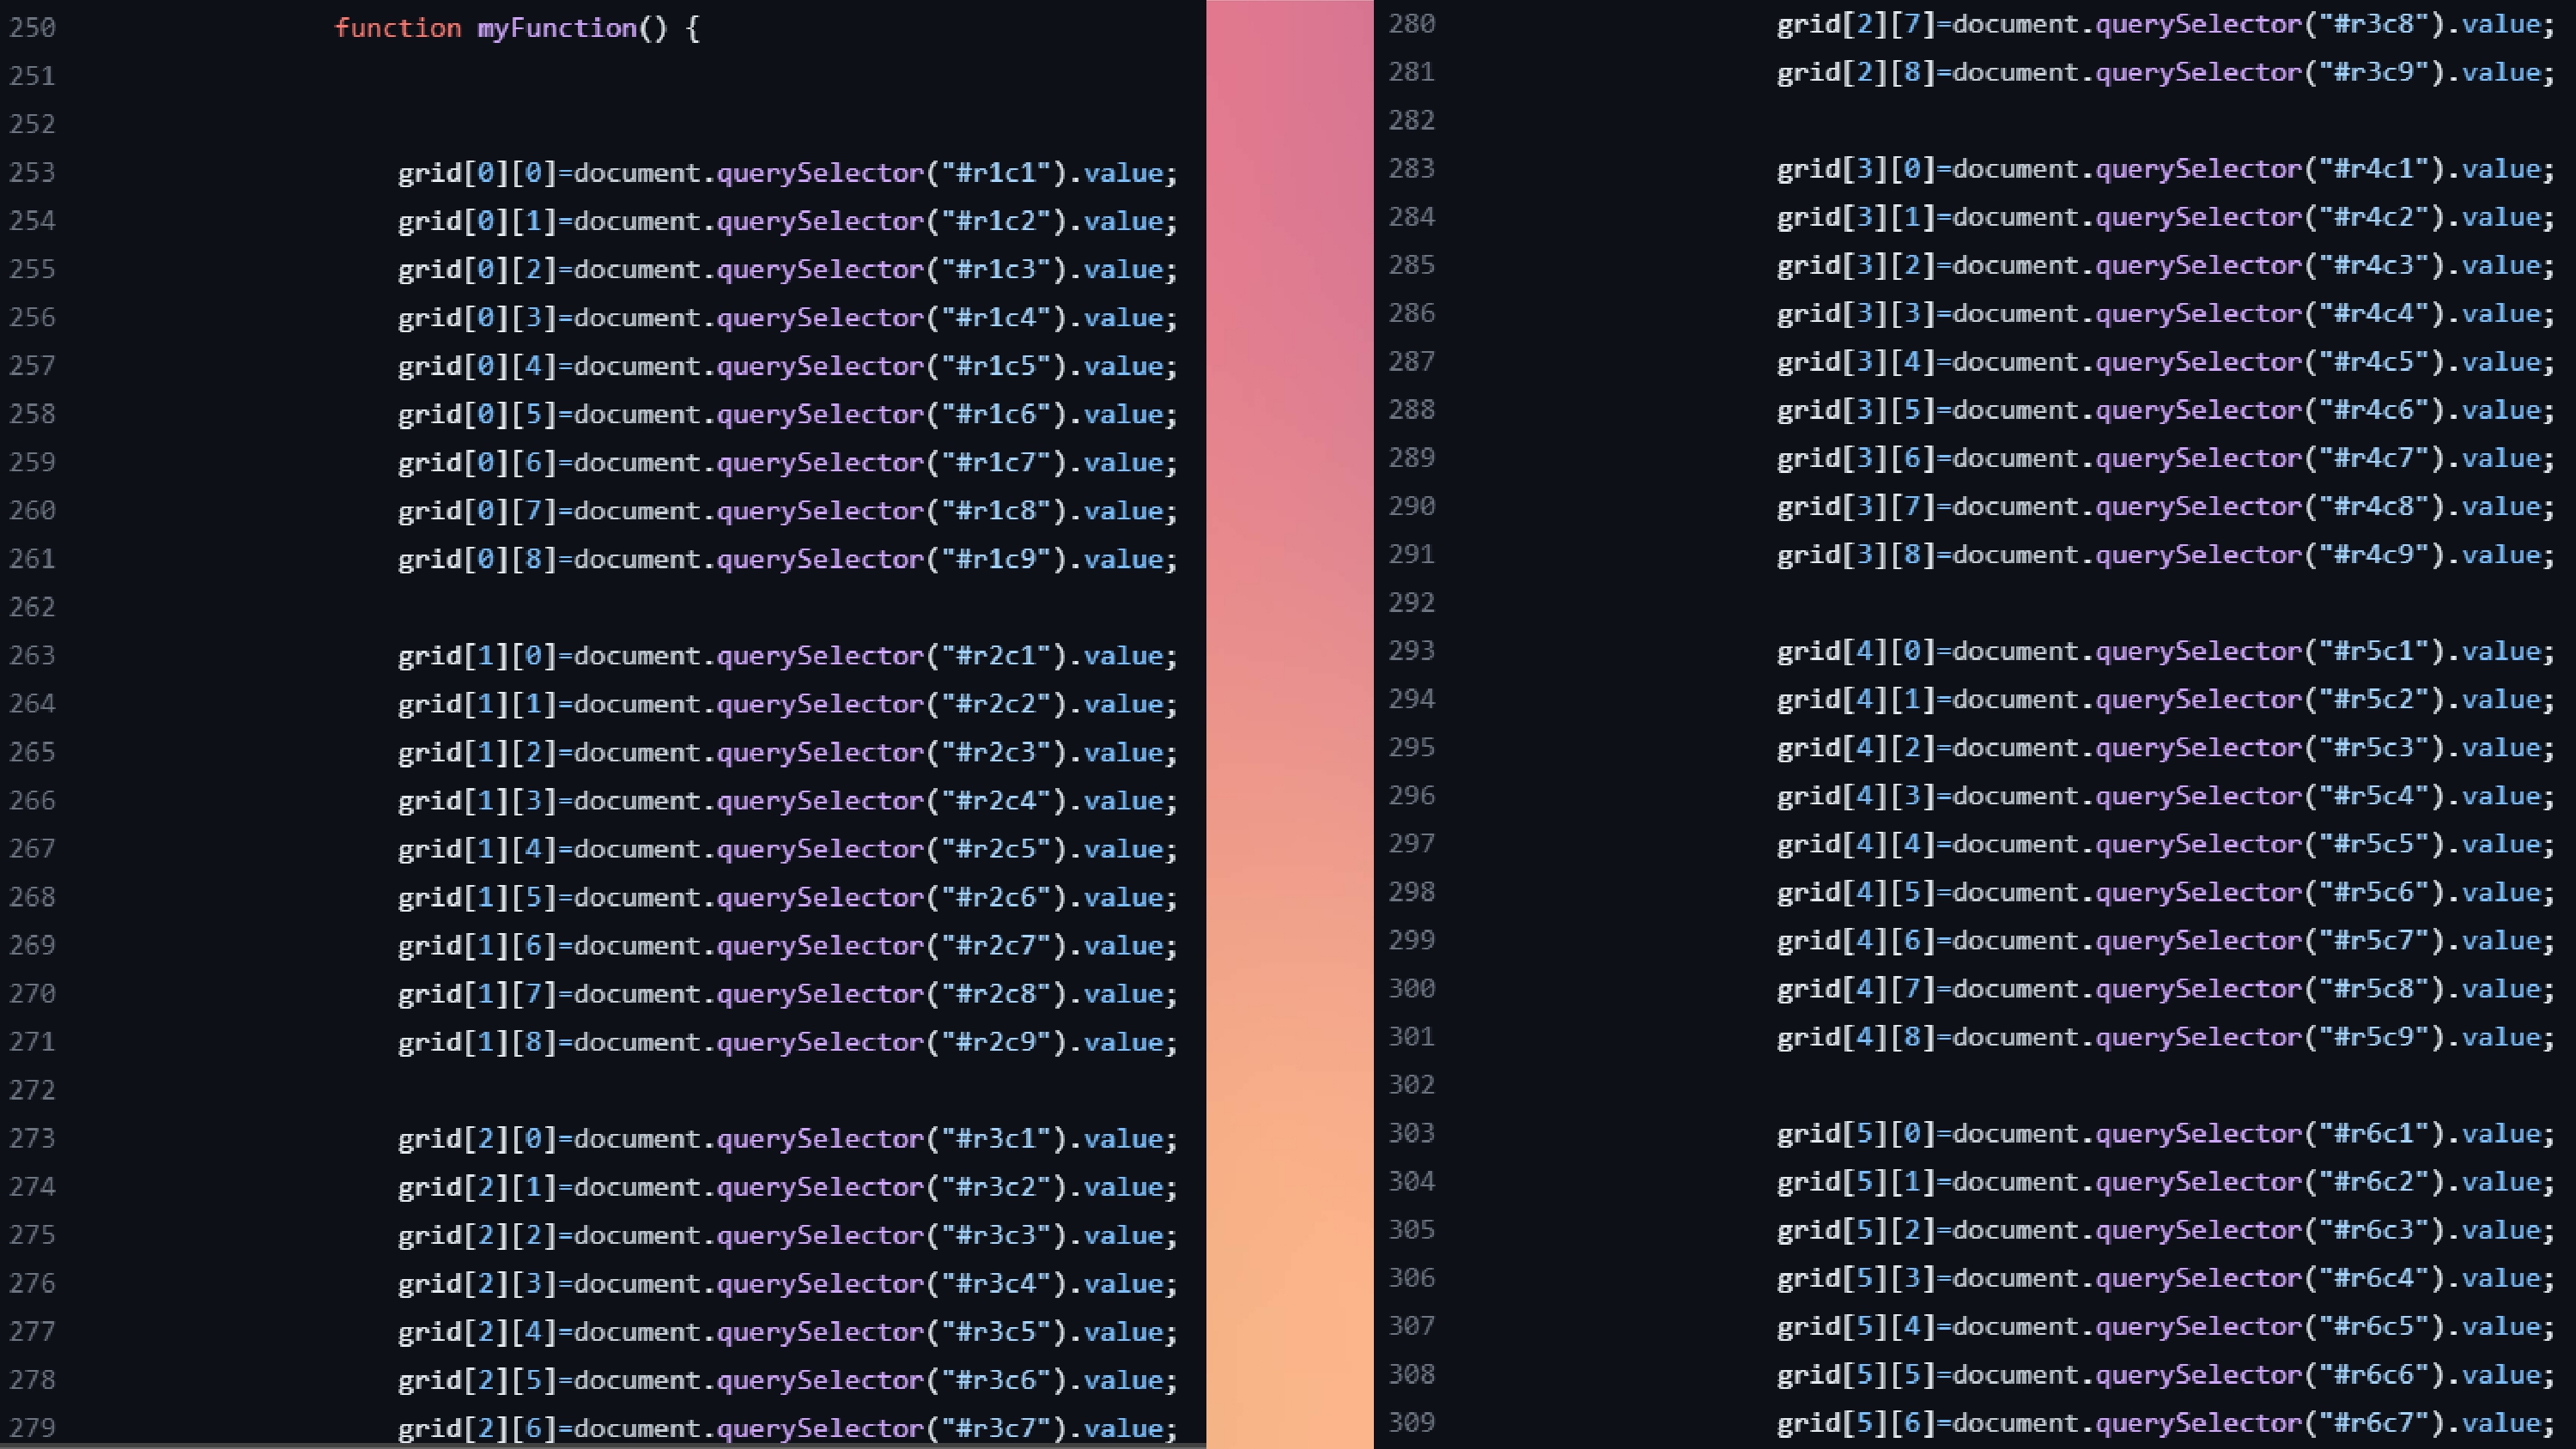 250 function myFunction() {
251
252
253 grid[0][0]=document.querySelector("#r1c1").value;
254 grid[0][1]=document.querySelector("#r1c2").value;
255 grid[0][2]=document.querySelector("#r1c3").value;
256 grid[0][3]=document.querySelector("#r1c4").value;
257 grid[0][4]=document.querySelector("#r1c5").value;
258 grid[0][5]=document.querySelector("#r1c6").value;
259 grid[0][6]=document.querySelector("#r1c7").value;
260 grid[0][7]=document.querySelector("#r1c8").value;
261 grid[0][8]=document.querySelector("#r1c9").value;
262
263 grid[1][0]=document.querySelector("#r2c1").value;
264 grid[1][1]=document.querySelector("#r2c2").value;
265 grid[1][2]=document.querySelector("#r2c3").value;
266 grid[1][3]=document.querySelector("#r2c4").value;
267 grid[1][4]=document.querySelector("#r2c5").value;
268 grid[1][5]=document.querySelector("#r2c6").value;
269 grid[1][6]=document.querySelector("#r2c7").value;
270 grid[1][7]=document.querySelector("#r2c8").value;
271 grid[1][8]=document.querySelector("#r2c9").value;
272
273 grid[2][0]=document.querySelector("#r3c1").value;
274 grid[2][1]=document.querySelector("#r3c2").value;
275 grid[2][2]=document.querySelector("#r3c3").value;
276 grid[2][3]=document.querySelector("#r3c4").value;
277 grid[2][4]=document.querySelector("#r3c5").value;
278 grid[2][5]=document.querySelector("#r3c6").value;
279 grid[2][6]=document.querySelector("#r3c7").value;
280 grid[2][7]=document.querySelector("#r3c8").value;
281 grid[2][8]=document.querySelector("#r3c9").value;
282
283 grid[3][0]=document.querySelector("#r4c1").value;
284 grid[3][1]=document.querySelector("#r4c2").value;
285 grid[3][2]=document.querySelector("#r4c3").value;
286 grid[3][3]=document.querySelector("#r4c4").value;
287 grid[3][4]=document.querySelector("#r4c5").value;
288 grid[3][5]=document.querySelector("#r4c6").value;
289 grid[3][6]=document.querySelector("#r4c7").value;
290 grid[3][7]=document.querySelector("#r4c8").value;
291 grid[3][8]=document.querySelector("#r4c9").value;
292
293 grid[4][0]=document.querySelector("#r5c1").value;
294 grid[4][1]=document.querySelector("#r5c2").value;
295 grid[4][2]=document.querySelector("#r5c3").value;
296 grid[4][3]=document.querySelector("#r5c4").value;
297 grid[4][4]=document.querySelector("#r5c5").value;
298 grid[4][5]=document.querySelector("#r5c6").value;
299 grid[4][6]=document.querySelector("#r5c7").value;
300 grid[4][7]=document.querySelector("#r5c8").value;
301 grid[4][8]=document.querySelector("#r5c9").value;
302
303 grid[5][0]=document.querySelector("#r6c1").value;
304 grid[5][1]=document.querySelector("#r6c2").value;
305 grid[5][2]=document.querySelector("#r6c3").value;
306 grid[5][3]=document.querySelector("#r6c4").value;
307 grid[5][4]=document.querySelector("#r6c5").value;
308 grid[5][5]=document.querySelector("#r6c6").value;
309 grid[5][6]=document.querySelector("#r6c7").value;